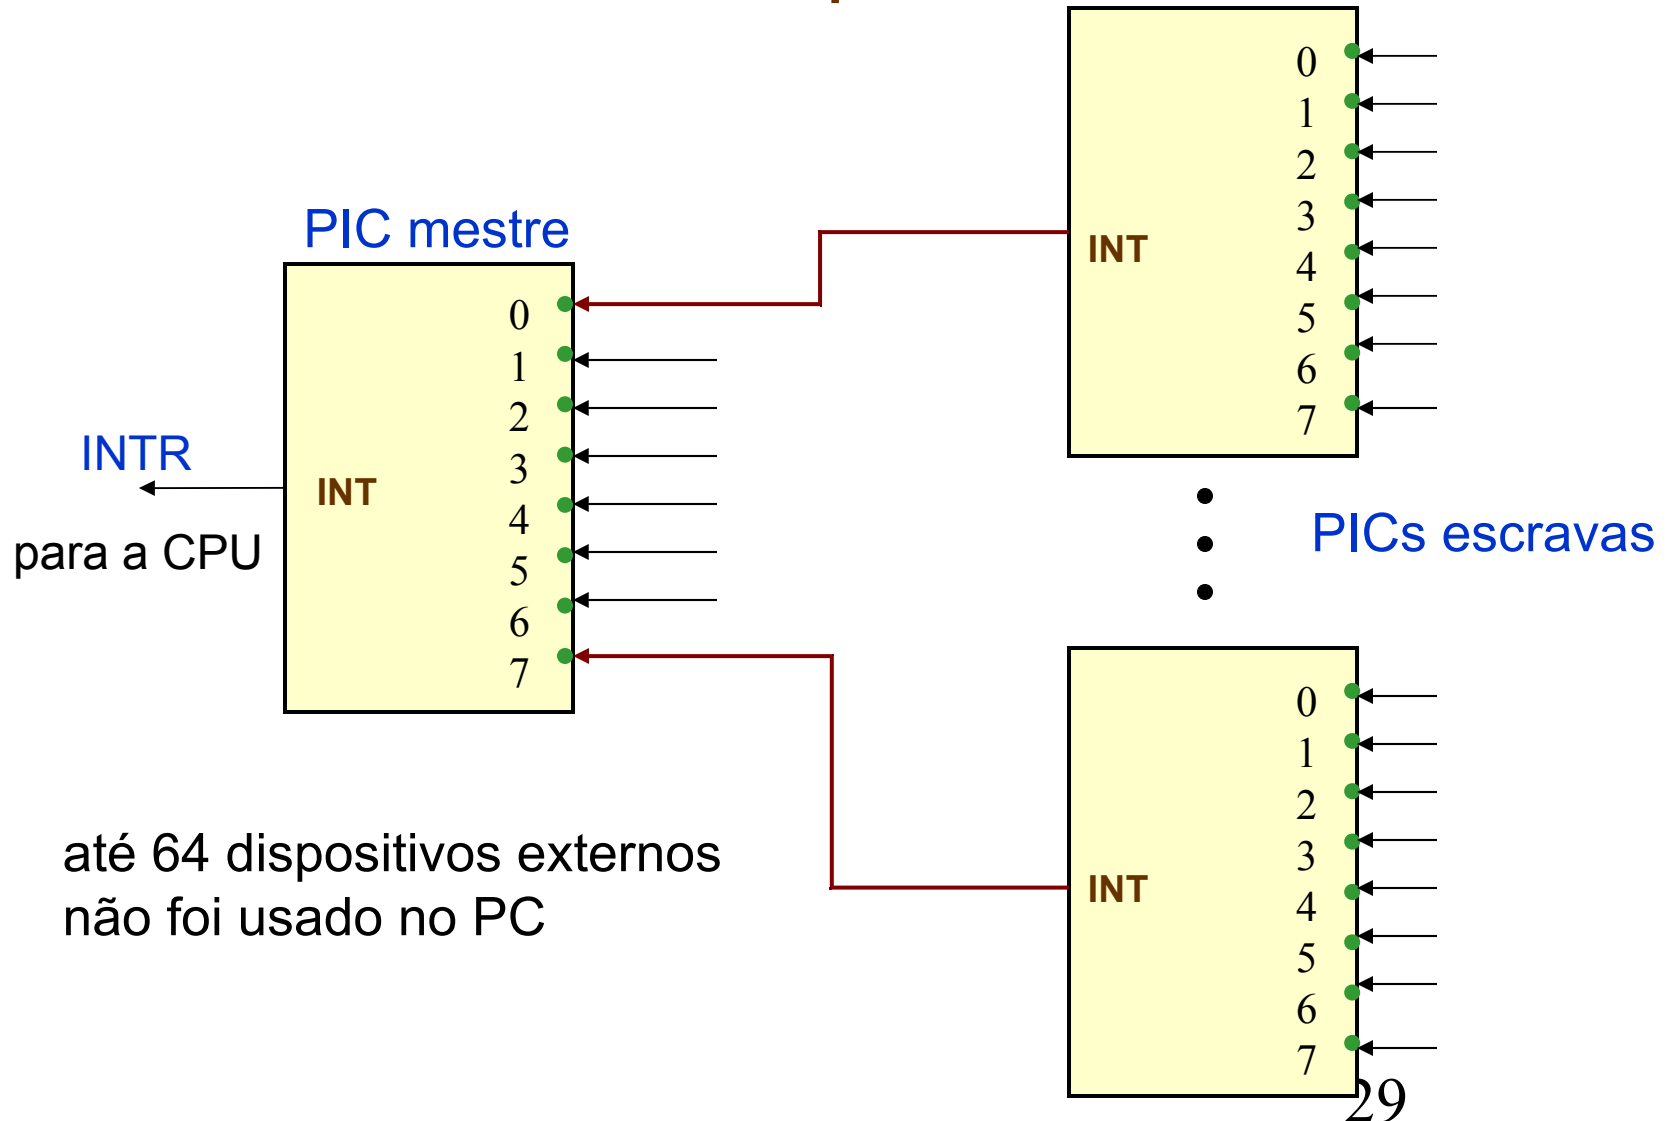 PIC mestre
0
1
2
3
4
5
6
7
INT
INTR
para a CPU
0
1
2
3
4
5
6
7
INT
PICs escravas
0
1
2
3
4
5
6
7
INT
até 64 dispositivos externos
não foi usado no PC
29